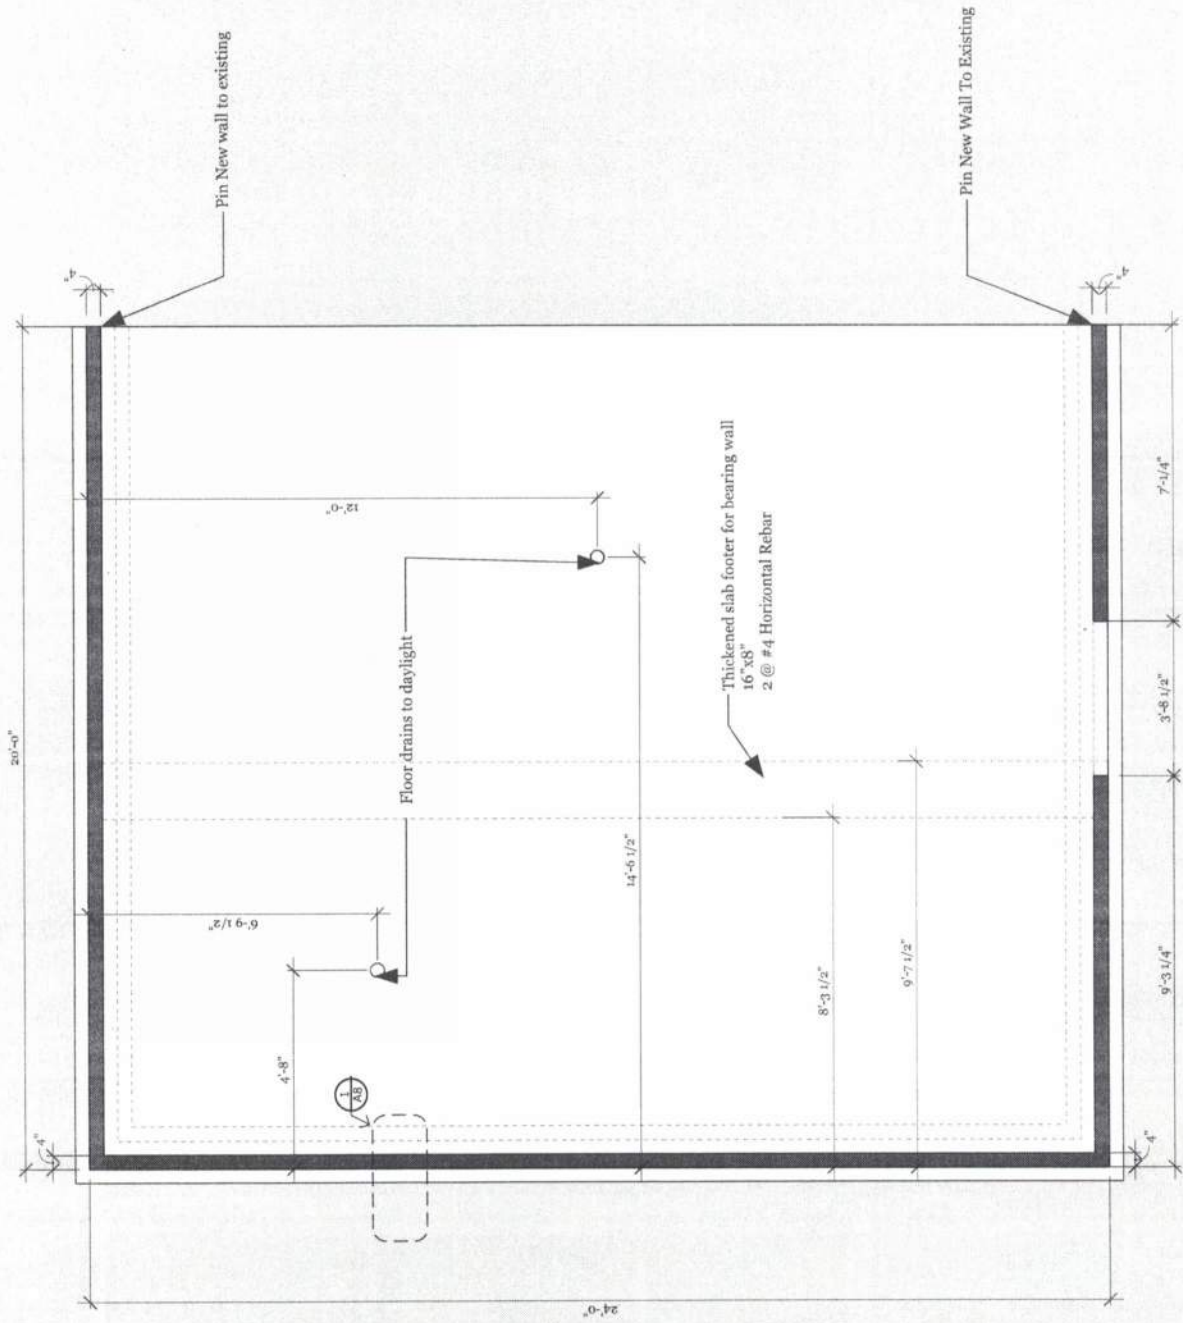 Pin New wall to existing
Pin New Wall To Existing
4"
20'-0"
4"
12'-0"
Thickened slab footer for bearing wall
16"x8"
2 @ #4 Horizontal Rebar
7'-1/4"
Floor drains to daylight
3'-8 1/2"
14'-6 1/2"
6'-9 1/2"
8'-3 1/2"
9'-7 1/2"
9'-3 1/4"
4'-8"
1
A8
4"
4"
24'-0"